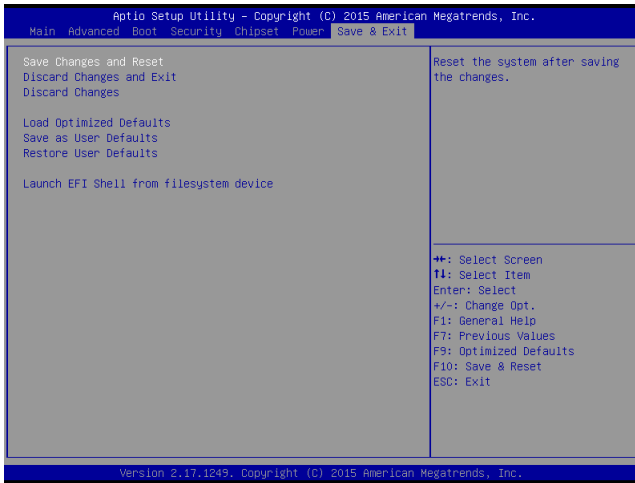 Aptio Setup Utility – Copyright (C) 2015 American Megatrends, Inc.
Main Advanced Boot Security Chipset Power Save & Exit
Save Changes and Reset
Discard Changes and Exit
Discard Changes
Load Optimized Defaults
Save as User Defaults
Restore User Defaults
Launch EFI Shell from filesystem device
Reset the system after saving
the changes.
→←: Select Screen
↑↓: Select Item
Enter: Select
+/-: Change Opt.
F1: General Help
F7: Previous Values
F9: Optimized Defaults
F10: Save & Reset
ESC: Exit
Version 2.17.1249. Copyright (C) 2015 American Megatrends, Inc.